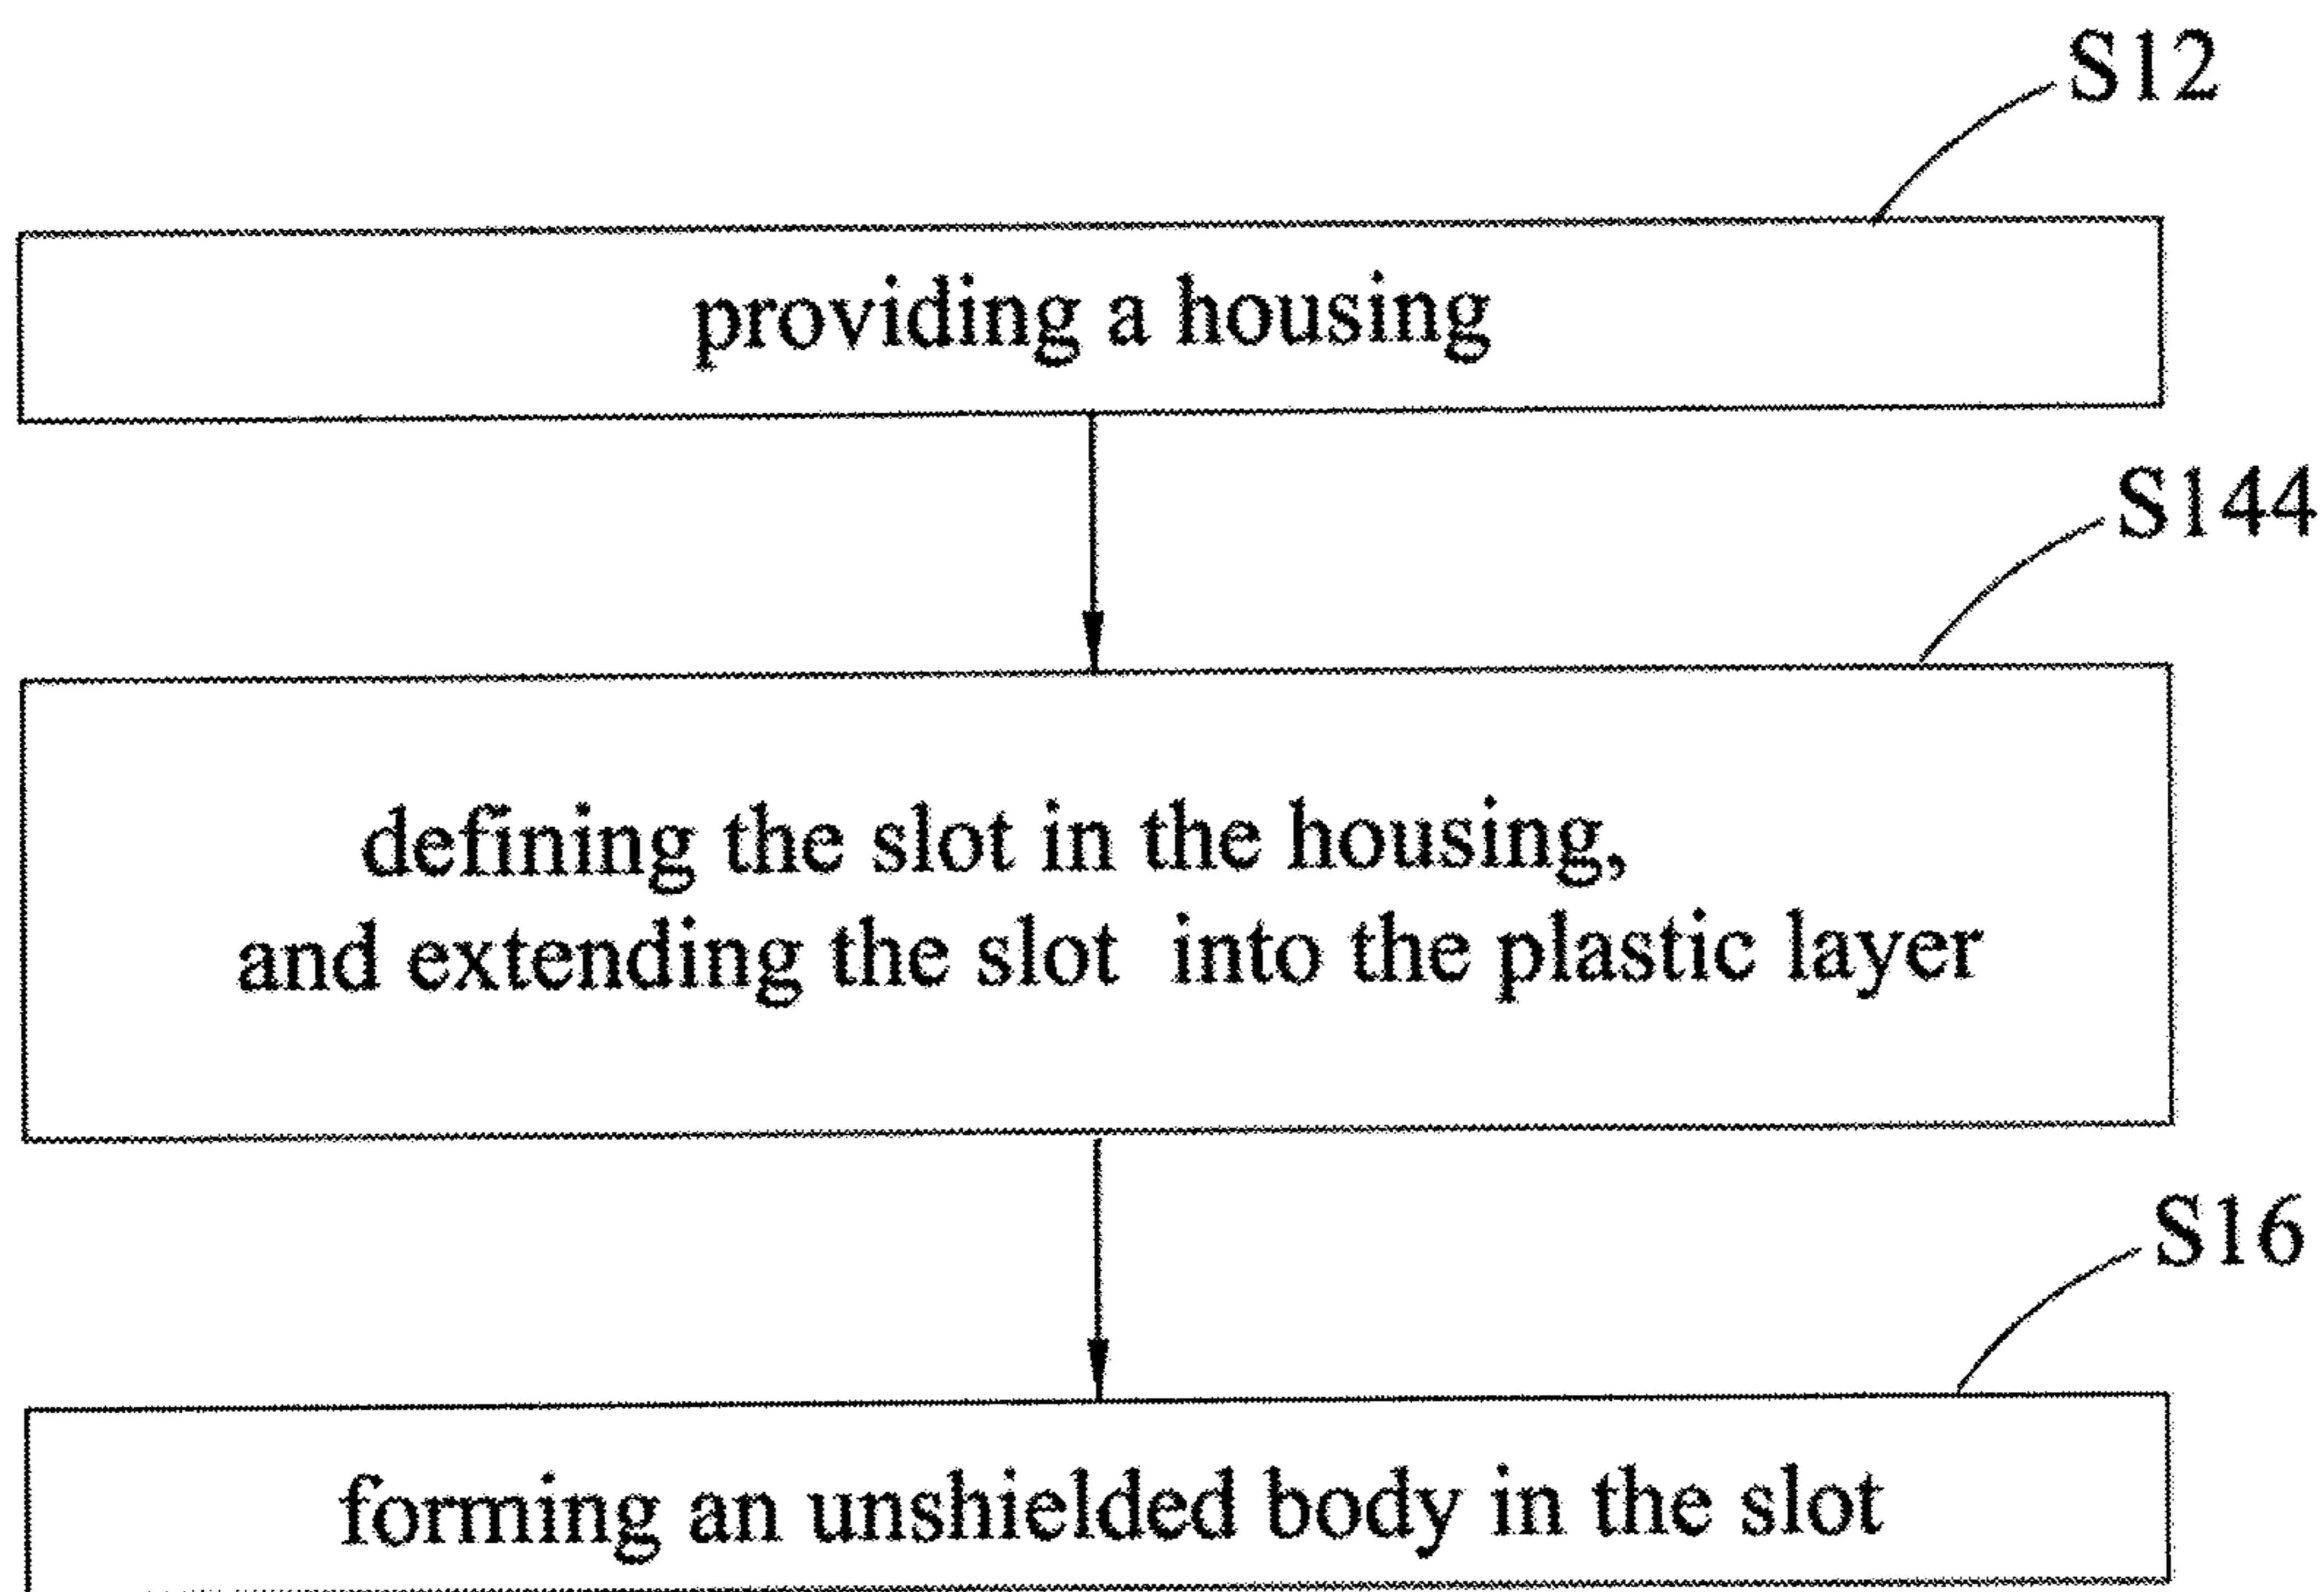 S12
providing a housing
S144
defining the slot in the housing,
and extending the slot into the plastic layer
S16
forming an unshielded body in the slot